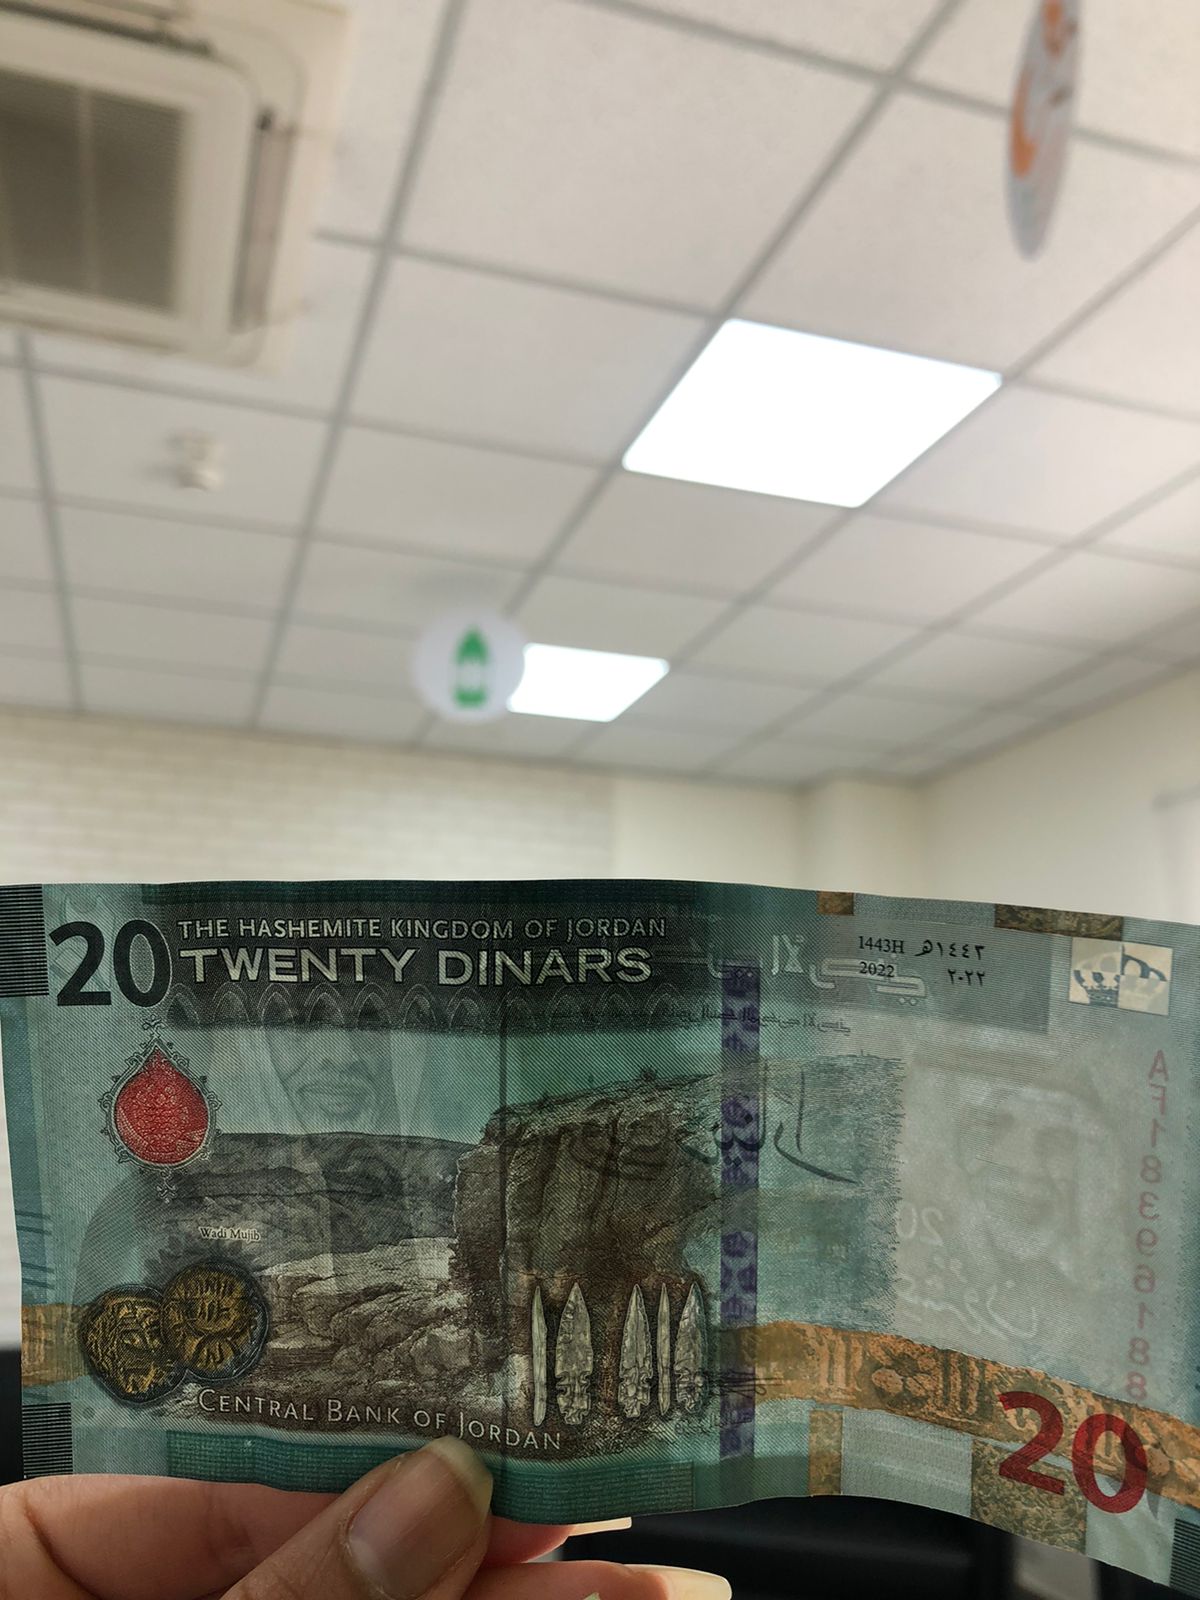 20
THE HASHEMITE KINGDOM OF JORDAN
TWENTY DINARS
1443H ١٤٤٣هـ
2022 ٢٠٢٢
Wadi Mujib
CENTRAL BANK OF JORDAN
20